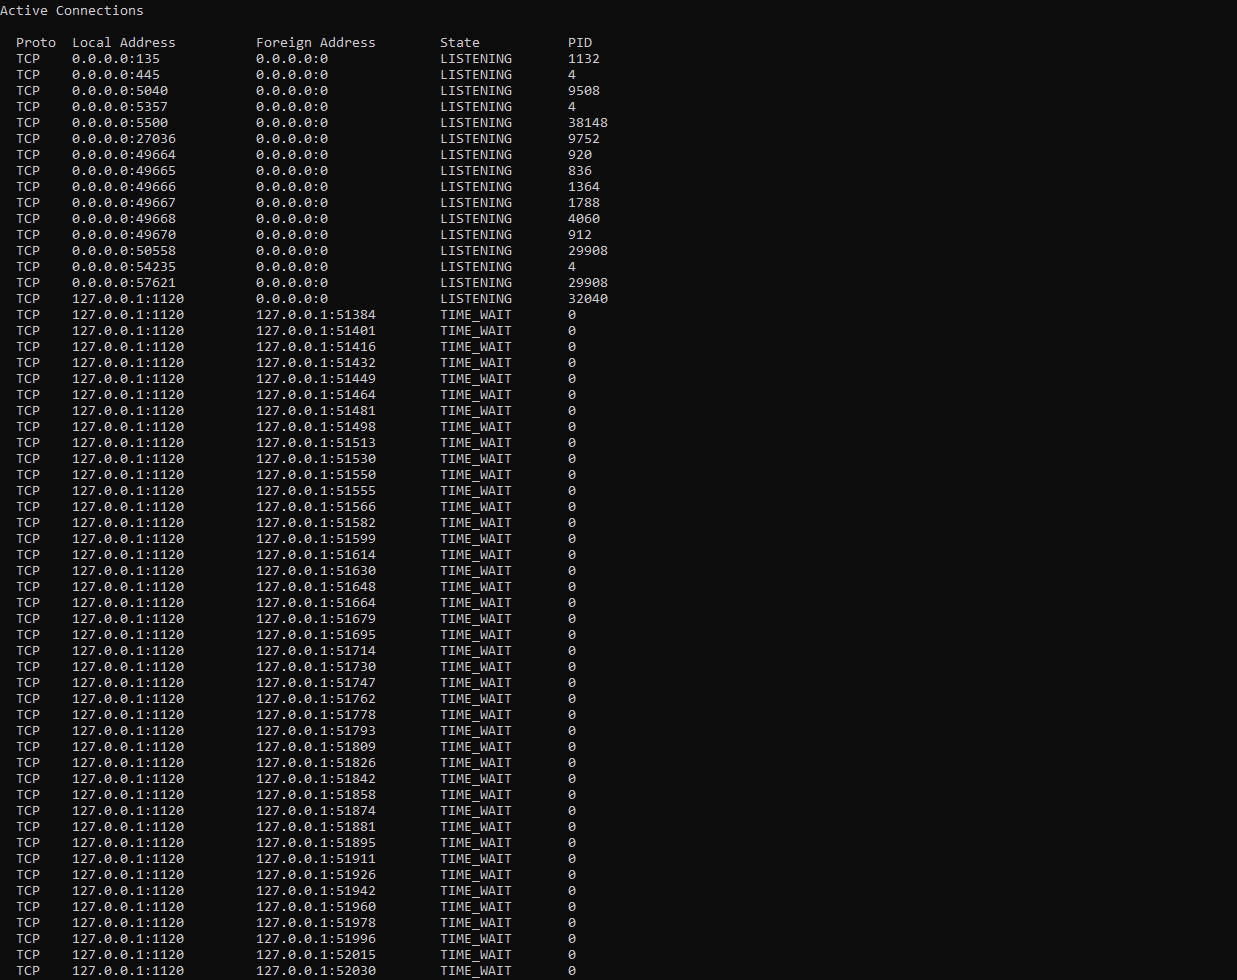 Active Connections
Proto  Local Address          Foreign Address        State           PID
TCP    0.0.0.0:135            0.0.0.0:0              LISTENING       1132
TCP    0.0.0.0:445            0.0.0.0:0              LISTENING       4
TCP    0.0.0.0:5040           0.0.0.0:0              LISTENING       9508
TCP    0.0.0.0:5357           0.0.0.0:0              LISTENING       4
TCP    0.0.0.0:5500           0.0.0.0:0              LISTENING       38148
TCP    0.0.0.0:27036          0.0.0.0:0              LISTENING       9752
TCP    0.0.0.0:49664          0.0.0.0:0              LISTENING       920
TCP    0.0.0.0:49665          0.0.0.0:0              LISTENING       836
TCP    0.0.0.0:49666          0.0.0.0:0              LISTENING       1364
TCP    0.0.0.0:49667          0.0.0.0:0              LISTENING       1788
TCP    0.0.0.0:49668          0.0.0.0:0              LISTENING       4060
TCP    0.0.0.0:49670          0.0.0.0:0              LISTENING       912
TCP    0.0.0.0:50558          0.0.0.0:0              LISTENING       29908
TCP    0.0.0.0:54235          0.0.0.0:0              LISTENING       4
TCP    0.0.0.0:57621          0.0.0.0:0              LISTENING       29908
TCP    127.0.0.1:1120         0.0.0.0:0              LISTENING       32040
TCP    127.0.0.1:1120         127.0.0.1:51384        TIME_WAIT       0
TCP    127.0.0.1:1120         127.0.0.1:51401        TIME_WAIT       0
TCP    127.0.0.1:1120         127.0.0.1:51416        TIME_WAIT       0
TCP    127.0.0.1:1120         127.0.0.1:51432        TIME_WAIT       0
TCP    127.0.0.1:1120         127.0.0.1:51449        TIME_WAIT       0
TCP    127.0.0.1:1120         127.0.0.1:51464        TIME_WAIT       0
TCP    127.0.0.1:1120         127.0.0.1:51481        TIME_WAIT       0
TCP    127.0.0.1:1120         127.0.0.1:51498        TIME_WAIT       0
TCP    127.0.0.1:1120         127.0.0.1:51513        TIME_WAIT       0
TCP    127.0.0.1:1120         127.0.0.1:51530        TIME_WAIT       0
TCP    127.0.0.1:1120         127.0.0.1:51550        TIME_WAIT       0
TCP    127.0.0.1:1120         127.0.0.1:51555        TIME_WAIT       0
TCP    127.0.0.1:1120         127.0.0.1:51566        TIME_WAIT       0
TCP    127.0.0.1:1120         127.0.0.1:51582        TIME_WAIT       0
TCP    127.0.0.1:1120         127.0.0.1:51599        TIME_WAIT       0
TCP    127.0.0.1:1120         127.0.0.1:51614        TIME_WAIT       0
TCP    127.0.0.1:1120         127.0.0.1:51630        TIME_WAIT       0
TCP    127.0.0.1:1120         127.0.0.1:51648        TIME_WAIT       0
TCP    127.0.0.1:1120         127.0.0.1:51664        TIME_WAIT       0
TCP    127.0.0.1:1120         127.0.0.1:51679        TIME_WAIT       0
TCP    127.0.0.1:1120         127.0.0.1:51695        TIME_WAIT       0
TCP    127.0.0.1:1120         127.0.0.1:51714        TIME_WAIT       0
TCP    127.0.0.1:1120         127.0.0.1:51730        TIME_WAIT       0
TCP    127.0.0.1:1120         127.0.0.1:51747        TIME_WAIT       0
TCP    127.0.0.1:1120         127.0.0.1:51762        TIME_WAIT       0
TCP    127.0.0.1:1120         127.0.0.1:51778        TIME_WAIT       0
TCP    127.0.0.1:1120         127.0.0.1:51793        TIME_WAIT       0
TCP    127.0.0.1:1120         127.0.0.1:51809        TIME_WAIT       0
TCP    127.0.0.1:1120         127.0.0.1:51826        TIME_WAIT       0
TCP    127.0.0.1:1120         127.0.0.1:51842        TIME_WAIT       0
TCP    127.0.0.1:1120         127.0.0.1:51858        TIME_WAIT       0
TCP    127.0.0.1:1120         127.0.0.1:51874        TIME_WAIT       0
TCP    127.0.0.1:1120         127.0.0.1:51881        TIME_WAIT       0
TCP    127.0.0.1:1120         127.0.0.1:51895        TIME_WAIT       0
TCP    127.0.0.1:1120         127.0.0.1:51911        TIME_WAIT       0
TCP    127.0.0.1:1120         127.0.0.1:51926        TIME_WAIT       0
TCP    127.0.0.1:1120         127.0.0.1:51942        TIME_WAIT       0
TCP    127.0.0.1:1120         127.0.0.1:51960        TIME_WAIT       0
TCP    127.0.0.1:1120         127.0.0.1:51978        TIME_WAIT       0
TCP    127.0.0.1:1120         127.0.0.1:51996        TIME_WAIT       0
TCP    127.0.0.1:1120         127.0.0.1:52015        TIME_WAIT       0
TCP    127.0.0.1:1120         127.0.0.1:52030        TIME_WAIT       0